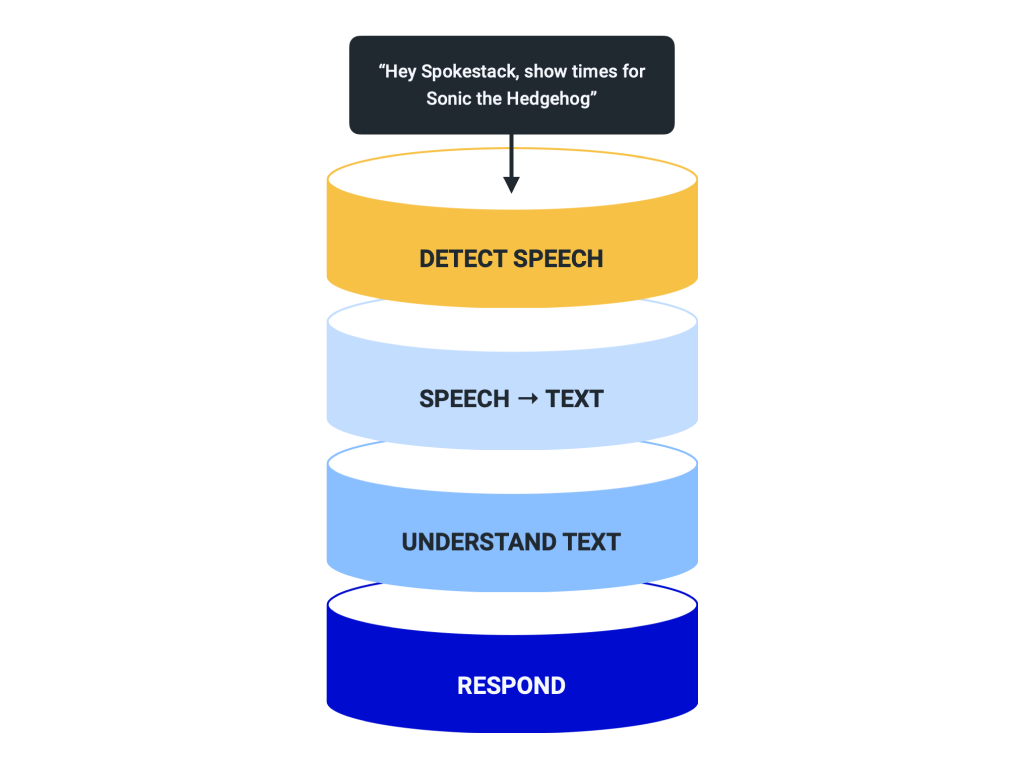 “Hey Spokestack, show times for
Sonic the Hedgehog”
DETECT SPEECH
SPEECH → TEXT
UNDERSTAND TEXT
RESPOND